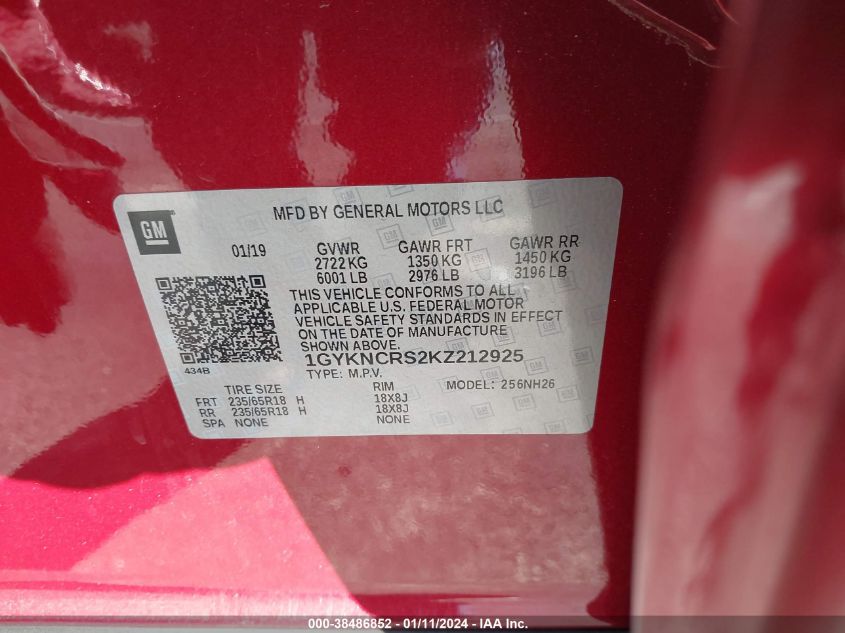 MFD BY GENERAL MOTORS LLC
GM
01/19 GVWR GAWR FRT GAWR RR
2722 KG 1350 KG 1450 KG
6001 LB 2976 LB 3196 LB
THIS VEHICLE CONFORMS TO ALL
APPLICABLE U.S. FEDERAL MOTOR
VEHICLE SAFETY STANDARDS IN EFFECT
ON THE DATE OF MANUFACTURE
SHOWN ABOVE.
434B
1GYKNCRS2KZ212925
TYPE: M.P.V. MODEL: 256NH26
TIRE SIZE RIM
FRT 235/65R18 H 18X8J
RR 235/65R18 H 18X8J
SPA NONE NONE
000-38486852 - 01/11/2024 - IAA Inc.